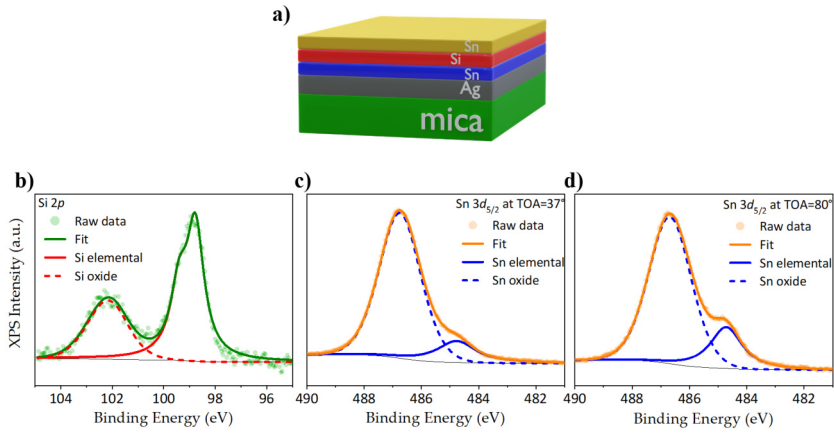 a)
Sn
Si
Sn
Ag
mica
b)
Si 2p
Raw data
Fit
Si elemental
Si oxide
XPS Intensity (a.u.)
104 102 100 98 96
Binding Energy (eV)
c)
Sn 3d5/2 at TOA=37°
Raw data
Fit
Sn elemental
Sn oxide
490 488 486 484 482
Binding Energy (eV)
d)
Sn 3d5/2 at TOA=80°
Raw data
Fit
Sn elemental
Sn oxide
490 488 486 484 482
Binding Energy (eV)